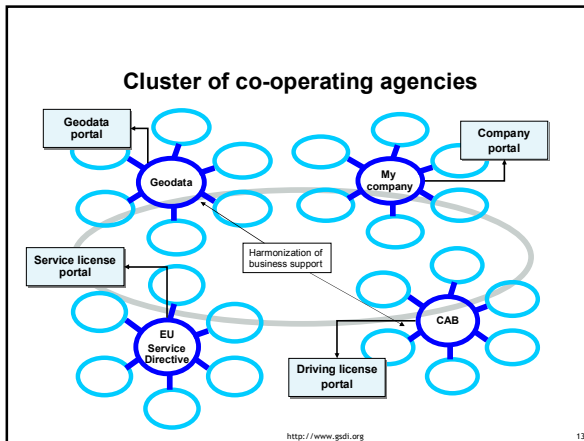 Cluster of co-operating agencies
Geodata
portal
Company
portal
Geodata
My
company
Harmonization of
business support
Service license
portal
EU
Service
Directive
CAB
Driving license
portal
http://www.gsdi.org
13